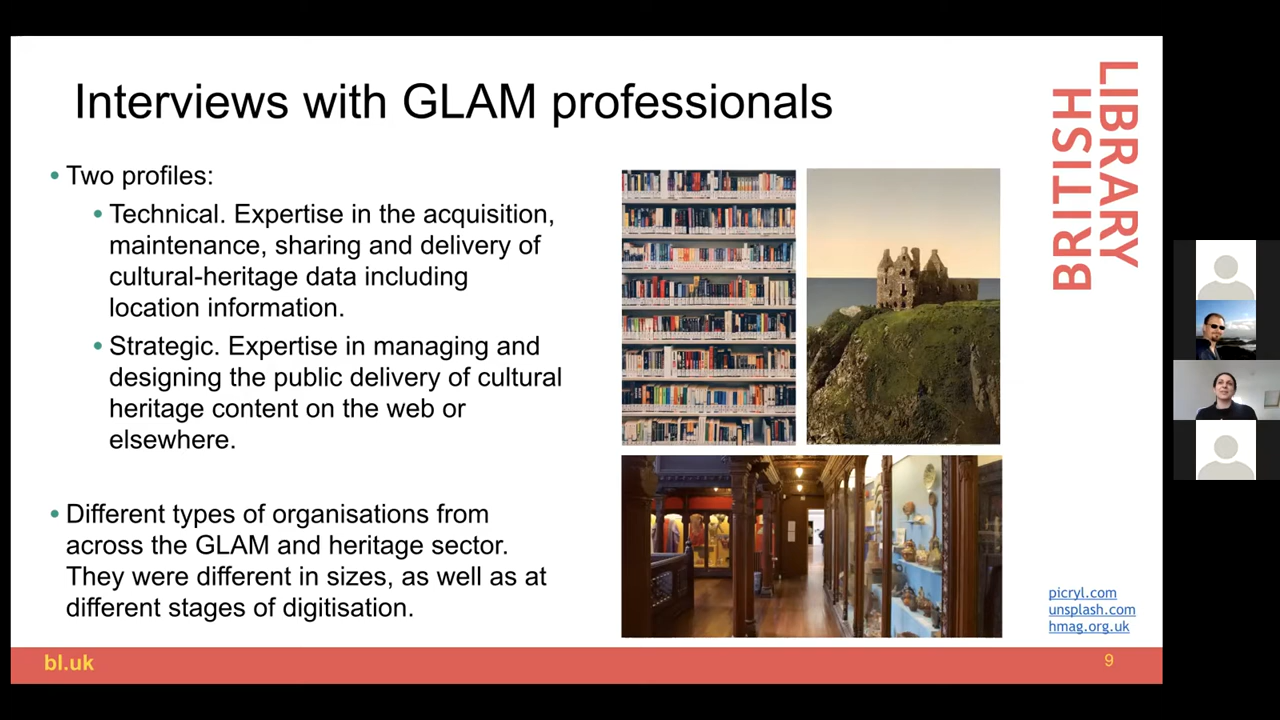 Interviews with GLAM professionals
• Two profiles:
• Technical. Expertise in the acquisition,
maintenance, sharing and delivery of
cultural-heritage data including
location information.
• Strategic. Expertise in managing and
designing the public delivery of cultural
heritage content on the web or
elsewhere.
• Different types of organisations from
across the GLAM and heritage sector.
They were different in sizes, as well as at
different stages of digitisation.
BRITISH
LIBRARY
picryl.com
unsplash.com
hmag.org.uk
bl.uk
9